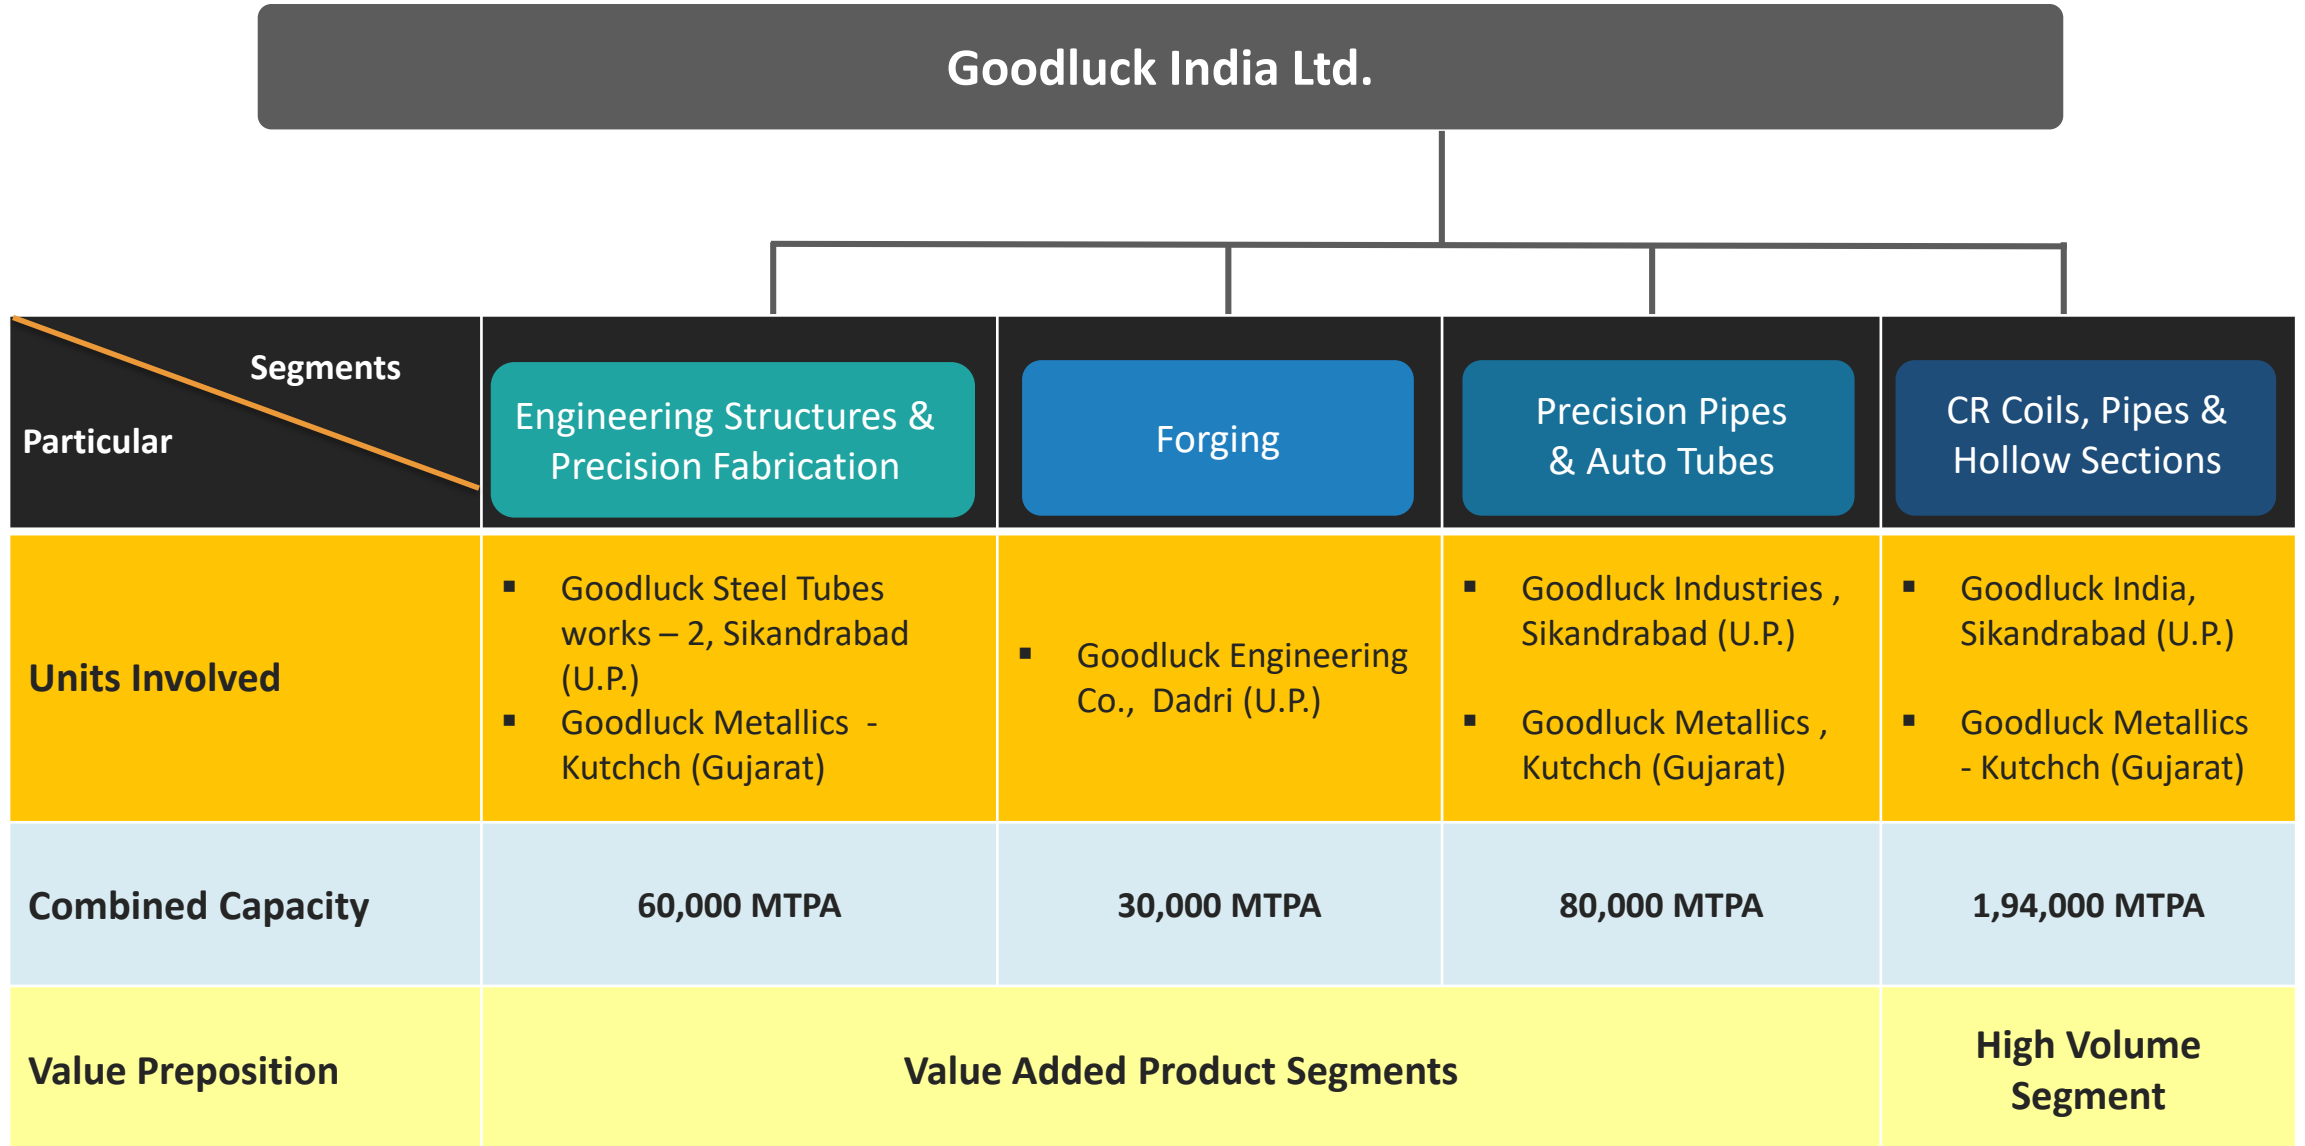 Goodluck India Ltd.
Segments
Particular
Engineering Structures &
Precision Fabrication
Forging
Precision Pipes
& Auto Tubes
CR Coils, Pipes &
Hollow Sections
Units Involved
▪ Goodluck Steel Tubes
works – 2, Sikandrabad
(U.P.)
▪ Goodluck Metallics -
Kutchch (Gujarat)
▪ Goodluck Engineering
Co., Dadri (U.P.)
▪ Goodluck Industries ,
Sikandrabad (U.P.)
▪ Goodluck Metallics ,
Kutchch (Gujarat)
▪ Goodluck India,
Sikandrabad (U.P.)
▪ Goodluck Metallics
- Kutchch (Gujarat)
Combined Capacity
60,000 MTPA
30,000 MTPA
80,000 MTPA
1,94,000 MTPA
Value Preposition
Value Added Product Segments
High Volume
Segment